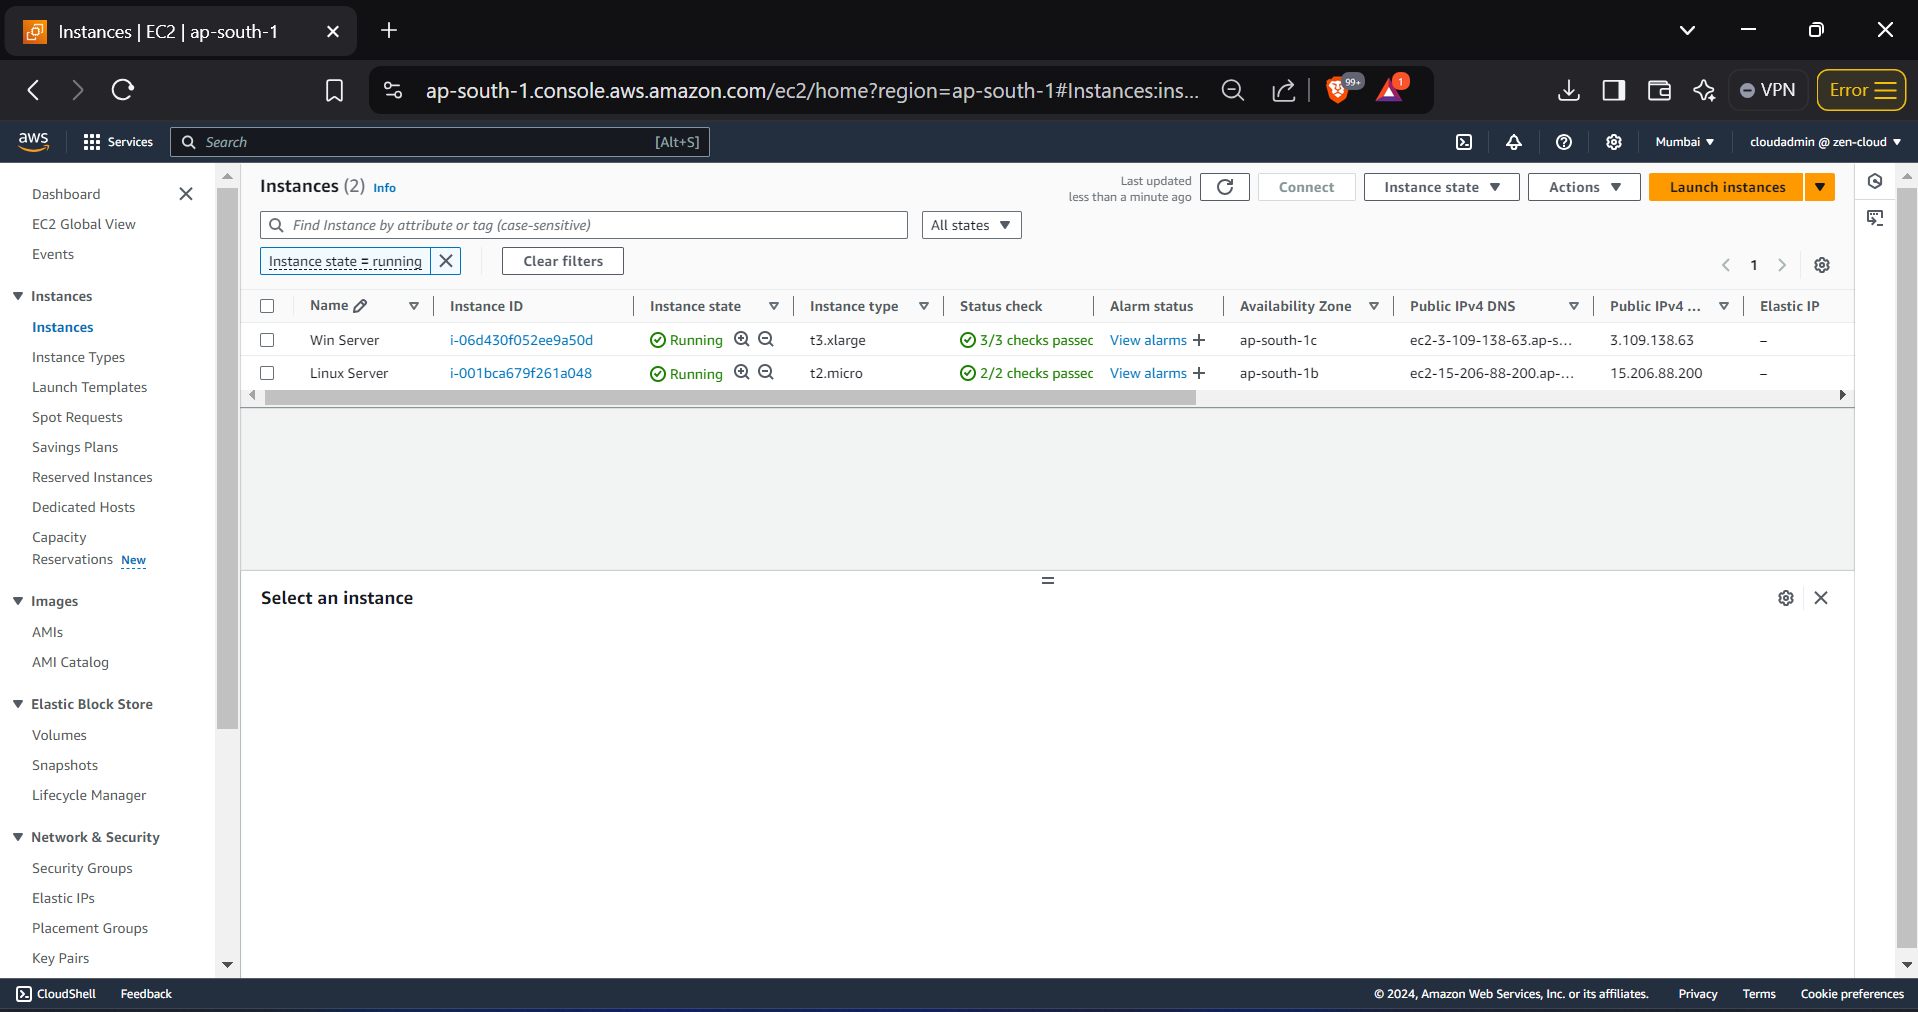 Instances | EC2 | ap-south-1
ap-south-1.console.aws.amazon.com/ec2/home?region=ap-south-1#Instances:ins...
99+
1
VPN
Error
aws
Services
Search
[Alt+S]
Mumbai
cloudadmin @ zen-cloud
Dashboard
EC2 Global View
Events
Instances
Instances
Instance Types
Launch Templates
Spot Requests
Savings Plans
Reserved Instances
Dedicated Hosts
Capacity
Reservations New
Images
AMIs
AMI Catalog
Elastic Block Store
Volumes
Snapshots
Lifecycle Manager
Network & Security
Security Groups
Elastic IPs
Placement Groups
Key Pairs
Instances (2) Info
Last updated
less than a minute ago
Connect
Instance state
Actions
Launch instances
Find Instance by attribute or tag (case-sensitive)
All states
Instance state = running
Clear filters
1
Name Instance ID Instance state Instance type Status check Alarm status Availability Zone Public IPv4 DNS Public IPv4 ... Elastic IP
Win Server i-06d430f052ee9a50d Running t3.xlarge 3/3 checks passec View alarms + ap-south-1c ec2-3-109-138-63.ap-s... 3.109.138.63 –
Linux Server i-001bca679f261a048 Running t2.micro 2/2 checks passec View alarms + ap-south-1b ec2-15-206-88-200.ap-... 15.206.88.200 –
Select an instance
CloudShell
Feedback
© 2024, Amazon Web Services, Inc. or its affiliates.
Privacy
Terms
Cookie preferences